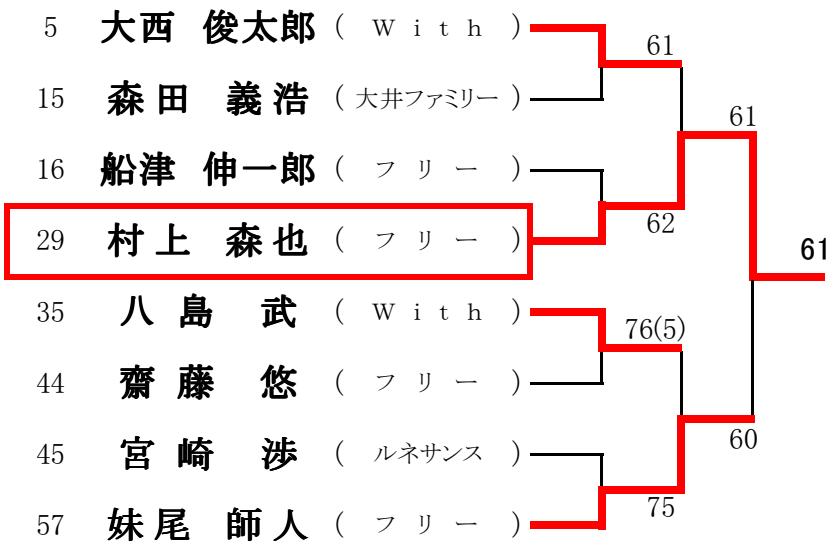 5 大西 俊太郎 ( With )
61
15 森田 義浩 ( 大井ファミリー )
61
16 船津 伸一郎 ( フリー )
62
29 村上 森也 ( フリー )
61
35 八島 武 ( With )
76(5)
44 齋藤 悠 ( フリー )
60
45 宮崎 渉 ( ルネサンス )
75
57 妹尾 師人 ( フリー )